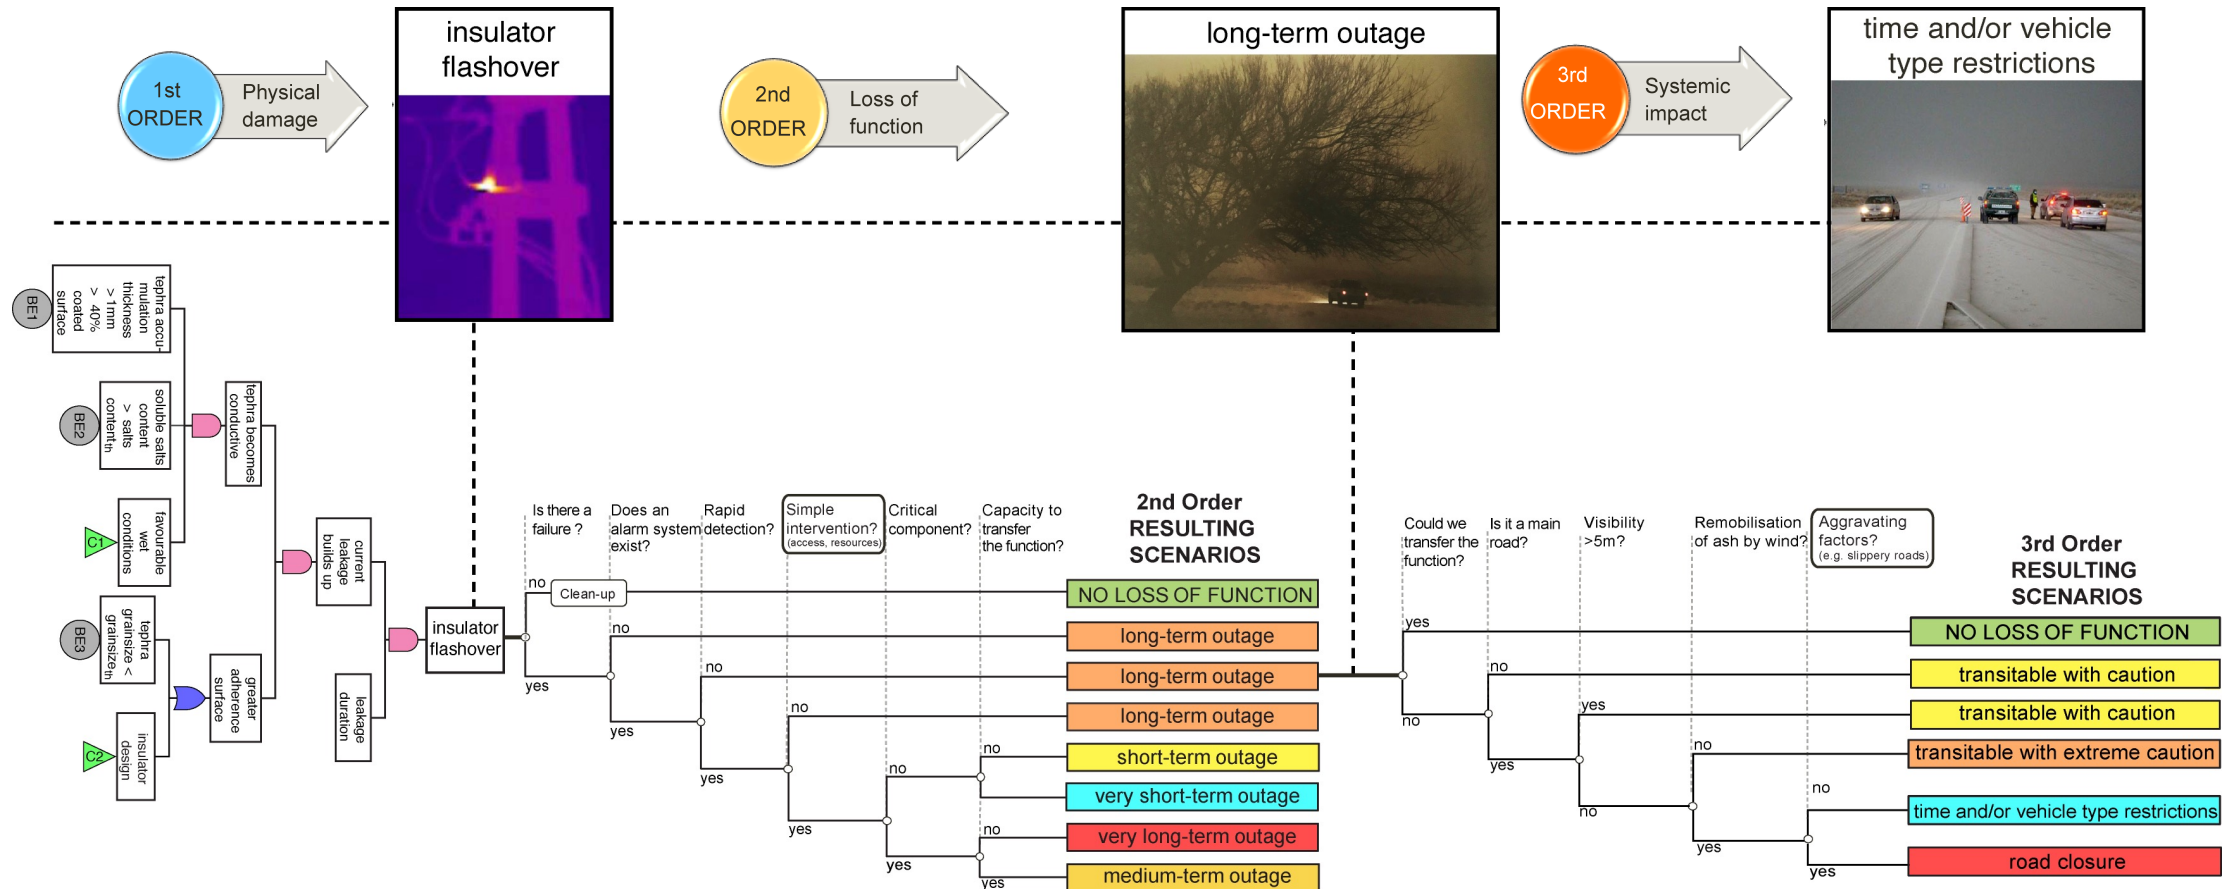 1st
ORDER
Physical
damage
insulator
flashover
2nd
ORDER
Loss of
function
long-term outage
3rd
ORDER
Systemic
impact
time and/or vehicle
type restrictions
BE1
tephra accu-
mulation
thickness
>1mm
> 40%
coated
surface
BE2
soluble salts
content
> salts
content th
C1
favourable
wet
conditions
BE3
tephra
grainsize <
grainsize th
C2
insulator
design
tephra becomes
conductive
greater
adherence
surface
current
leakage
builds up
leakage
duration
insulator
flashover
Is there a
failure ?
Does an
alarm system
exist?
Rapid
detection?
Simple
intervention?
(access, resources)
Critical
component?
Capacity to
transfer
the function?
2nd Order
RESULTING
SCENARIOS
no
Clean-up
NO LOSS OF FUNCTION
no
long-term outage
yes
no
long-term outage
yes
no
long-term outage
yes
no
short-term outage
no
very short-term outage
yes
no
very long-term outage
yes
yes
medium-term outage
Could we
transfer the
function?
Is it a main
road?
Visibility
>5m?
Remobilisation
of ash by wind?
Aggravating
factors?
(e.g. slippery roads)
3rd Order
RESULTING
SCENARIOS
yes
NO LOSS OF FUNCTION
no
transitable with caution
no
yes
transitable with caution
yes
no
transitable with extreme caution
no
no
time and/or vehicle type restrictions
yes
yes
road closure